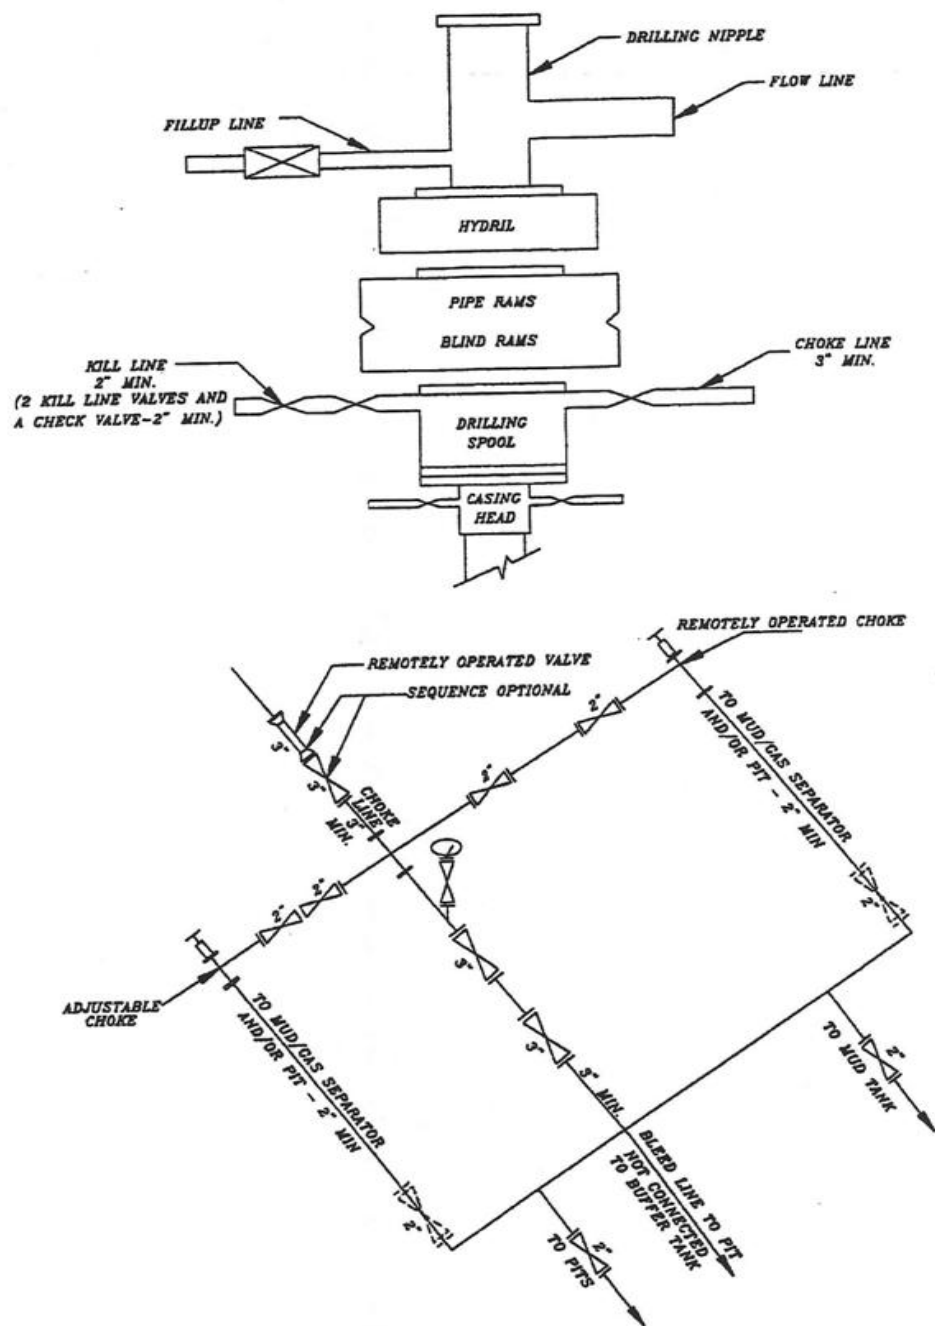 DRILLING NIPPLE
FLOW LINE
FILLUP LINE
HYDRIL
PIPE RAMS
BLIND RAMS
KILL LINE
2" MIN.
(2 KILL LINE VALVES AND
A CHECK VALVE-2" MIN.)
CHOKE LINE
3" MIN.
DRILLING
SPOOL
CASING
HEAD
REMOTELY OPERATED CHOKE
REMOTELY OPERATED VALVE
SEQUENCE OPTIONAL
3"
3"
CHOKE
LINE
3"
MIN.
2"
2"
TO MUD/GAS SEPARATOR
AND/OR PIT - 2" MIN
2"
2"
2"
ADJUSTABLE
CHOKE
TO MUD/GAS SEPARATOR
AND/OR PIT - 2" MIN
2"
3"
3"
3" MIN.
2"
TO MUD TANK
BLEED LINE TO PIT
NOT CONNECTED
TO BUFFER TANK
2"
TO PITS